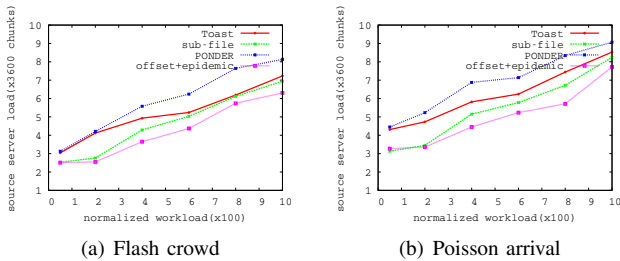 source server load(x3600 chunks)
10
9
8
7
6
5
4
3
2
1
Toast
sub-file
PONDER
offset+epidemic
0 1 2 3 4 5 6 7 8 9 10
normalized workload(x100)
(a) Flash crowd
source server load(x3600 chunks)
10
9
8
7
6
5
4
3
2
1
Toast
sub-file
PONDER
offset+epidemic
0 1 2 3 4 5 6 7 8 9 10
normalized workload(x100)
(b) Poisson arrival